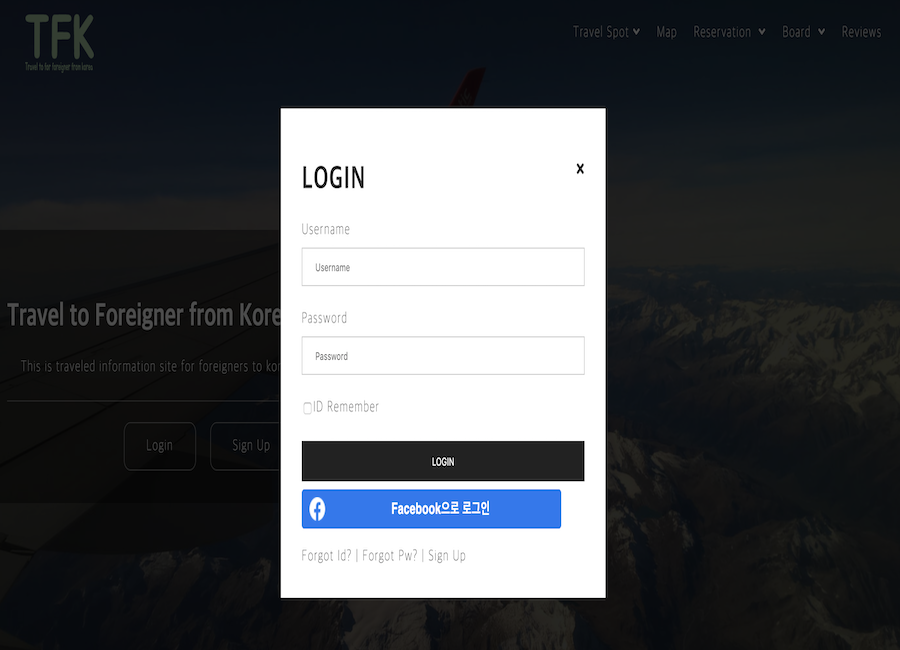 TFK
Travel to for foreigner from korea
Travel Spot Map Reservation Board Reviews
LOGIN x
Username
Username
Travel to Foreigner from Kore
Password
This is traveled information site for foreigners to kor
Password
ID Remember
Login Sign Up
LOGIN
Facebook으로 로그인
Forgot Id? | Forgot Pw? | Sign Up